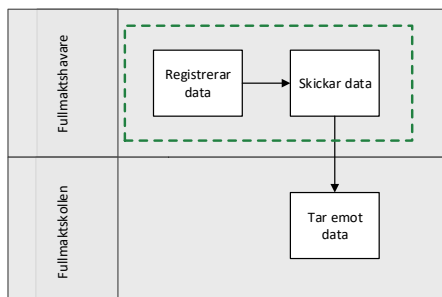 Fullmaktshavare
Registrerar
data
Skickar data
Fullmaktskollen
Tar emot
data